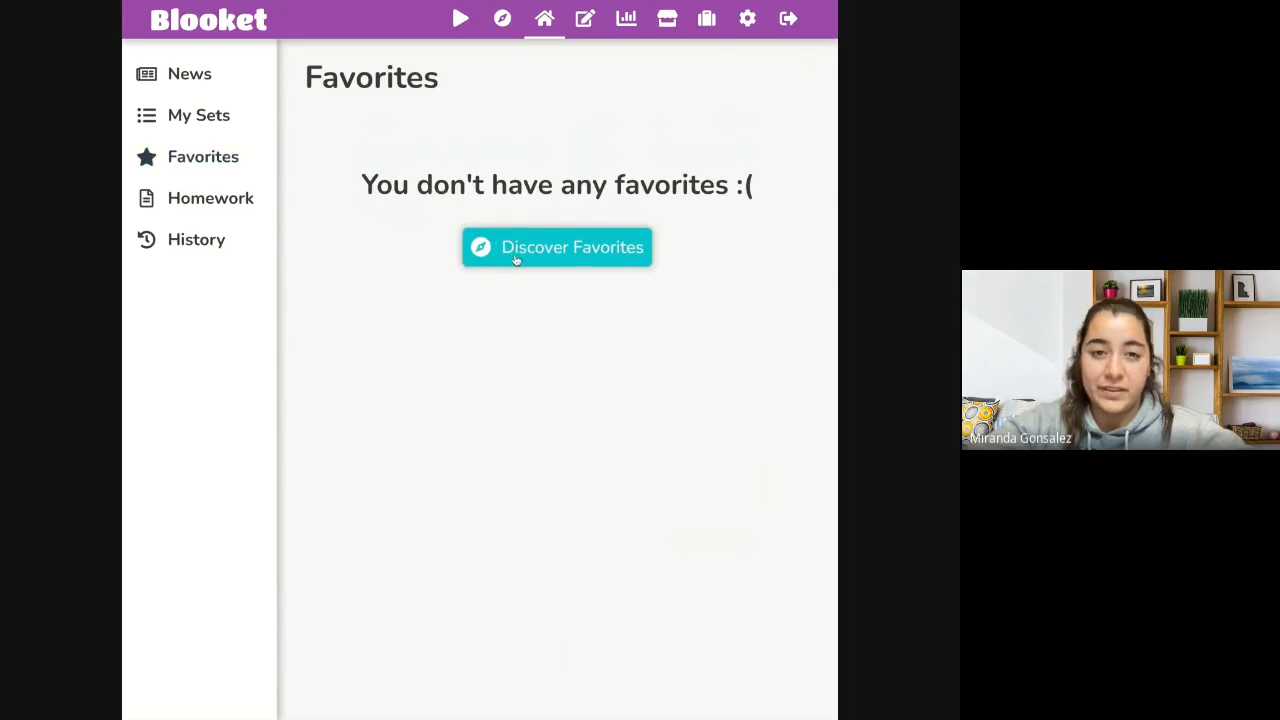 Blooket
News
My Sets
Favorites
Homework
History
Favorites
You don't have any favorites :(
Discover Favorites
Miranda Gonsalez